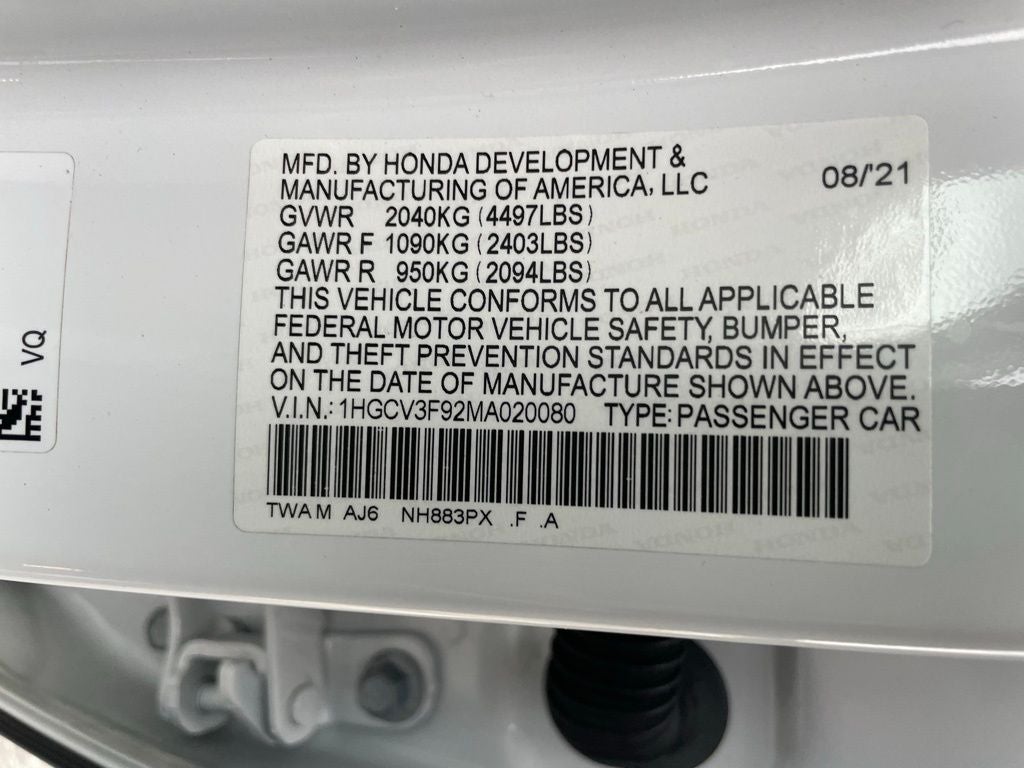 MFD. BY HONDA DEVELOPMENT &
MANUFACTURING OF AMERICA, LLC 08/'21
GVWR 2040KG (4497LBS)
GAWR F 1090KG (2403LBS)
GAWR R 950KG (2094LBS)
THIS VEHICLE CONFORMS TO ALL APPLICABLE
FEDERAL MOTOR VEHICLE SAFETY, BUMPER,
AND THEFT PREVENTION STANDARDS IN EFFECT
ON THE DATE OF MANUFACTURE SHOWN ABOVE.
V.I.N.: 1HGCV3F92MA020080 TYPE: PASSENGER CAR
TWA M AJ6 NH883PX .F .A
VQ